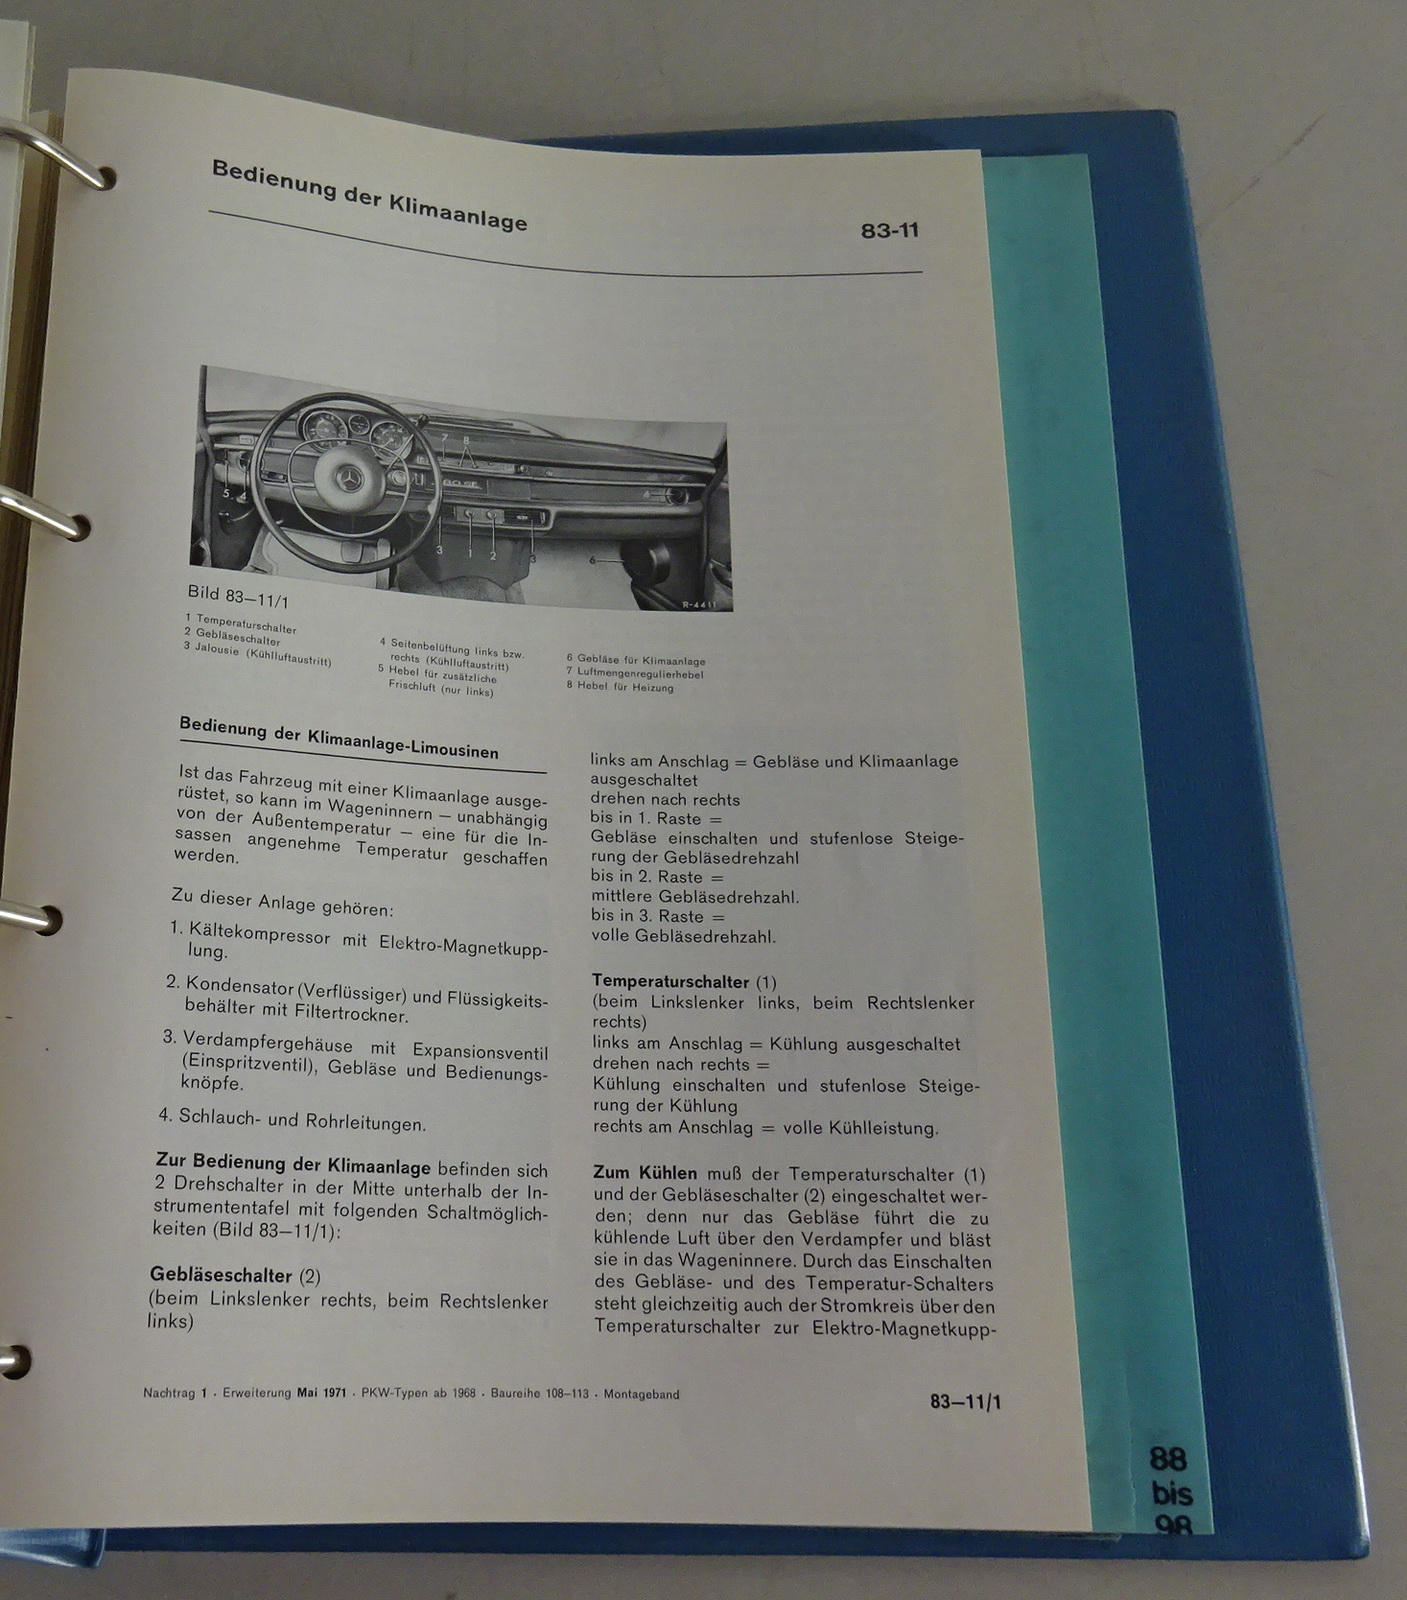 Bedienung der Klimaanlage
83-11
7 8
5 4
3 1 2 3
4
6
R-4411
Bild 83—11/1
1 Temperaturschalter
2 Gebläseschalter
3 Jalousie (Kühlluftaustritt)
4 Seitenbelüftung links bzw.
rechts (Kühlluftaustritt)
5 Hebel für zusätzliche
Frischluft (nur links)
6 Gebläse für Klimaanlage
7 Luftmengenregulierhebel
8 Hebel für Heizung
Bedienung der Klimaanlage-Limousinen
Ist das Fahrzeug mit einer Klimaanlage ausge-
rüstet, so kann im Wageninnern — unabhängig
von der Außentemperatur — eine für die In-
sassen angenehme Temperatur geschaffen
werden.
Zu dieser Anlage gehören:
1. Kältekompressor mit Elektro-Magnetkupp-
lung.
2. Kondensator (Verflüssiger) und Flüssigkeits-
behälter mit Filtertrockner.
3. Verdampfergehäuse mit Expansionsventil
(Einspritzventil), Gebläse und Bedienungs-
knöpfe.
4. Schlauch- und Rohrleitungen.
Zur Bedienung der Klimaanlage befinden sich
2 Drehschalter in der Mitte unterhalb der In-
strumententafel mit folgenden Schaltmöglich-
keiten (Bild 83—11/1):
Gebläseschalter (2)
(beim Linkslenker rechts, beim Rechtslenker
links)
links am Anschlag = Gebläse und Klimaanlage
ausgeschaltet
drehen nach rechts
bis in 1. Raste =
Gebläse einschalten und stufenlose Steige-
rung der Gebläsedrehzahl
bis in 2. Raste =
mittlere Gebläsedrehzahl.
bis in 3. Raste =
volle Gebläsedrehzahl.
Temperaturschalter (1)
(beim Linkslenker links, beim Rechtslenker
rechts)
links am Anschlag = Kühlung ausgeschaltet
drehen nach rechts =
Kühlung einschalten und stufenlose Steige-
rung der Kühlung
rechts am Anschlag = volle Kühlleistung.
Zum Kühlen muß der Temperaturschalter (1)
und der Gebläseschalter (2) eingeschaltet wer-
den; denn nur das Gebläse führt die zu
kühlende Luft über den Verdampfer und bläst
sie in das Wageninnere. Durch das Einschalten
des Gebläse- und des Temperatur-Schalters
steht gleichzeitig auch der Stromkreis über den
Temperaturschalter zur Elektro-Magnetkupp-
Nachtrag 1 · Erweiterung Mai 1971 · PKW-Typen ab 1968 · Baureihe 108–113 · Montageband
83—11/1
88
bis
98